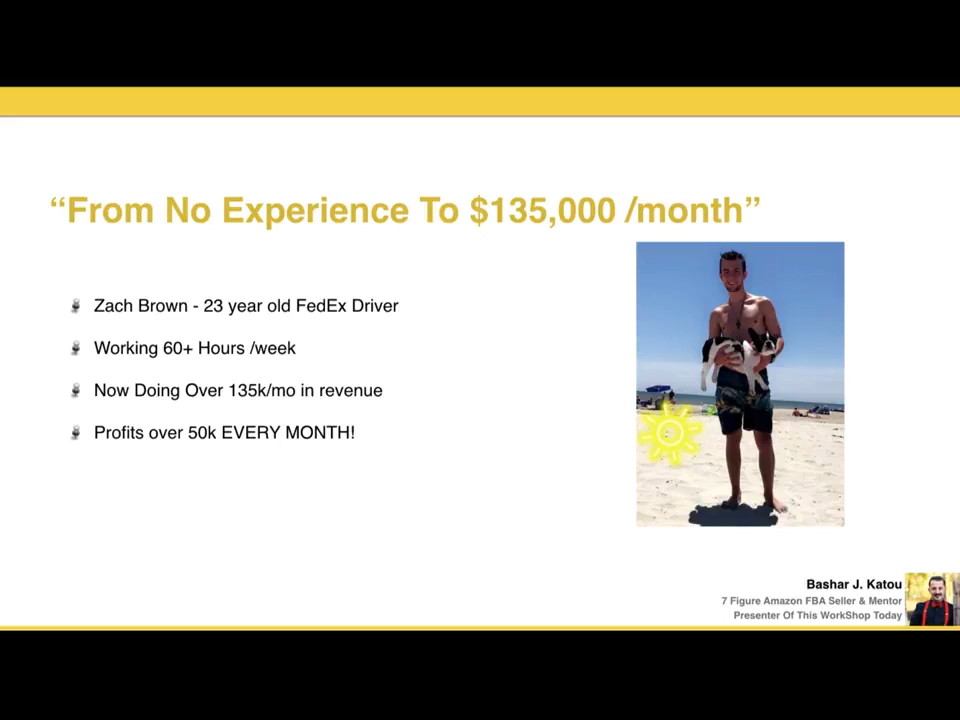 “From No Experience To $135,000 /month”
Zach Brown - 23 year old FedEx Driver
Working 60+ Hours /week
Now Doing Over 135k/mo in revenue
Profits over 50k EVERY MONTH!
Bashar J. Katou
7 Figure Amazon FBA Seller & Mentor
Presenter Of This WorkShop Today